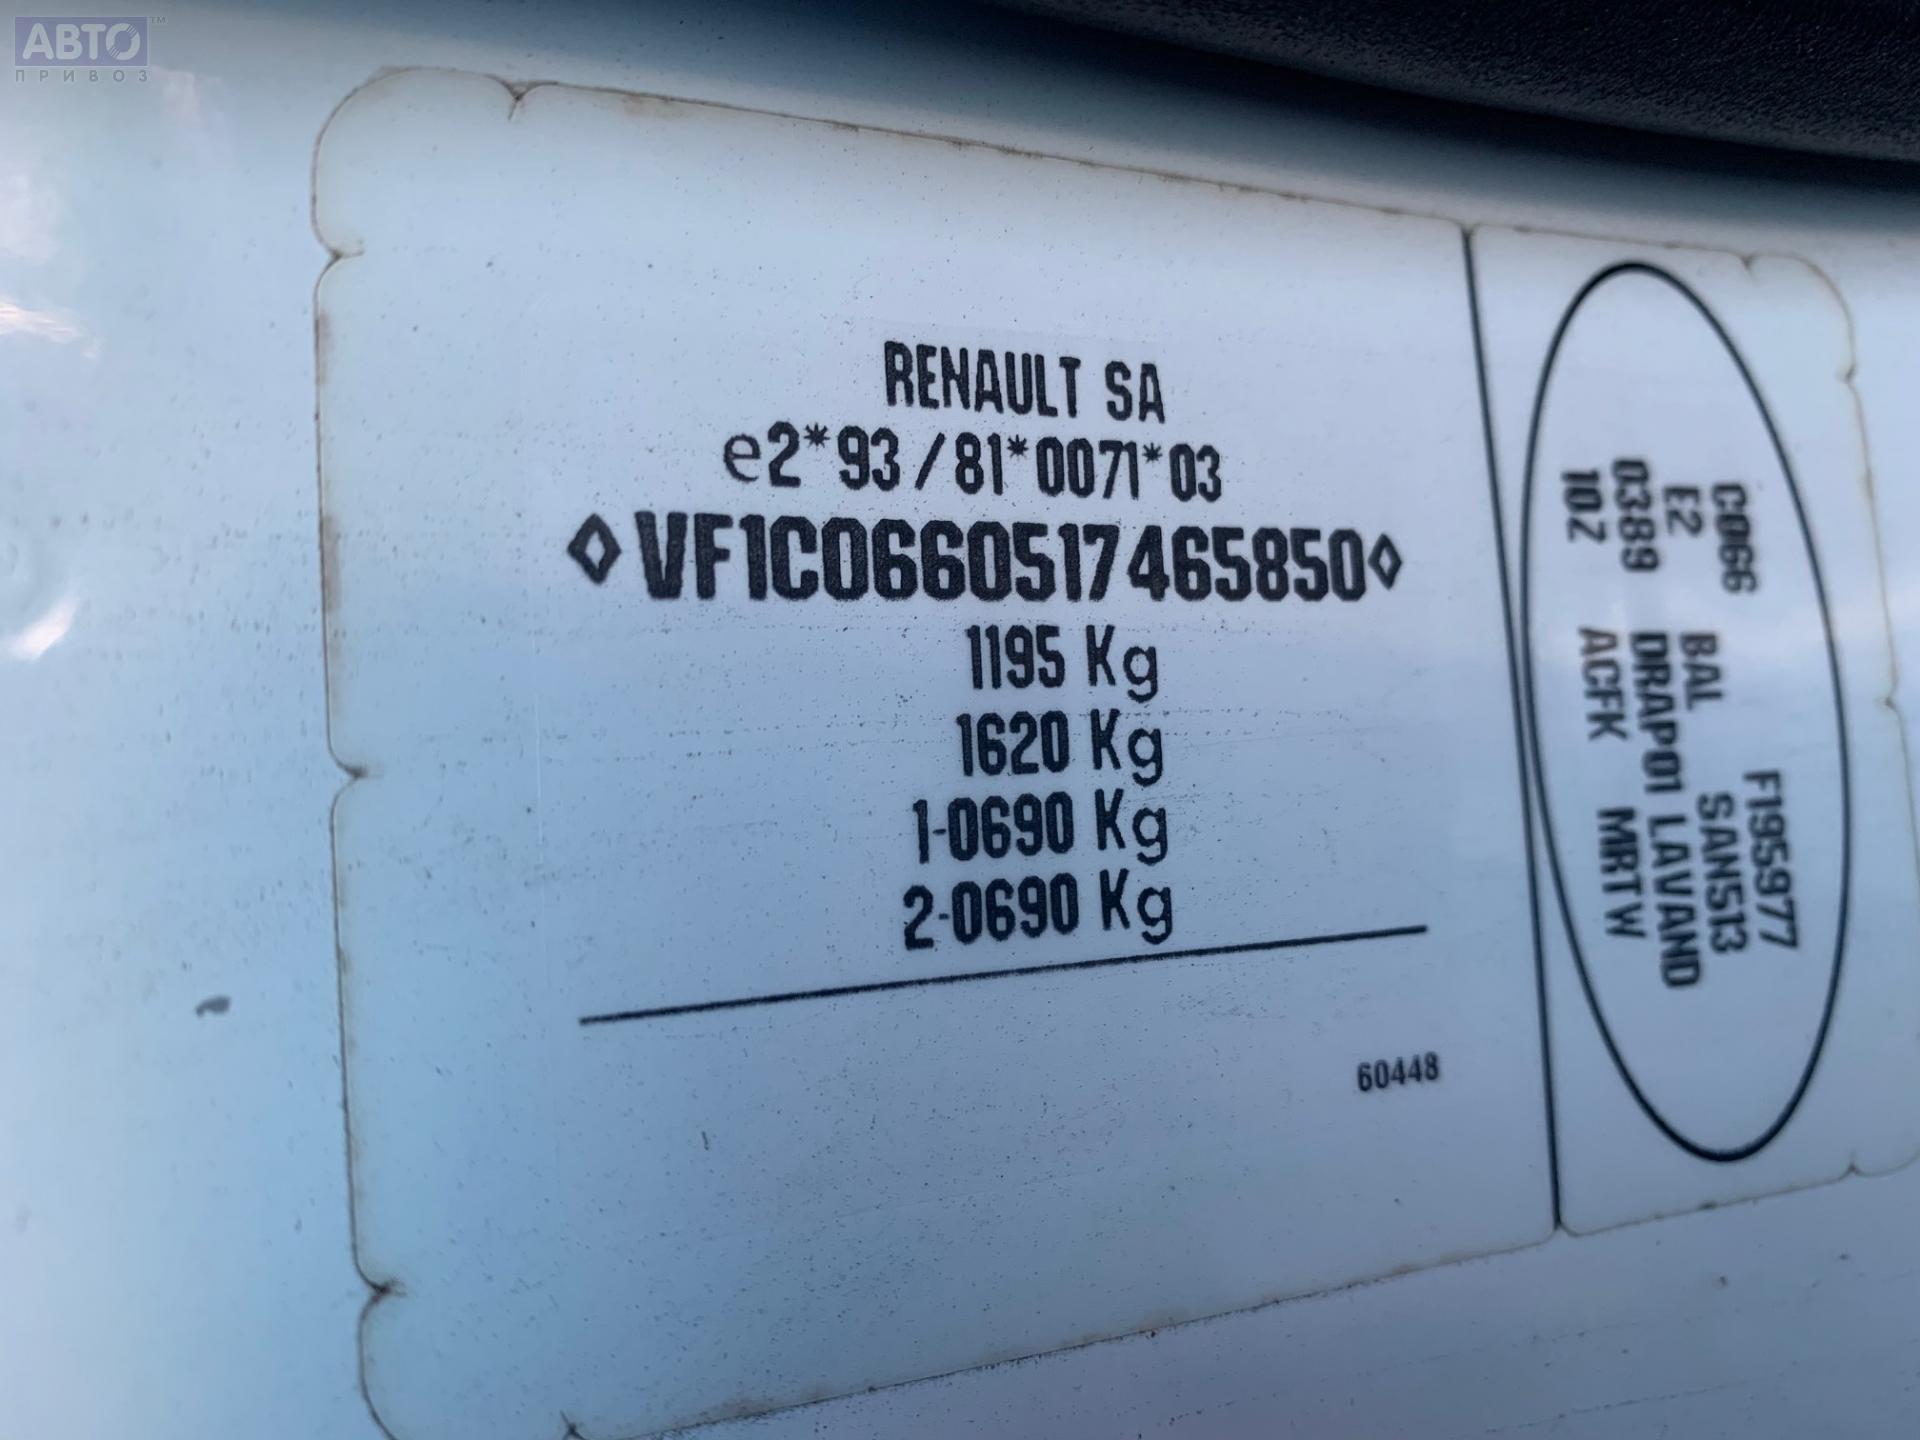 АВТО™
ПРИВОЗ
RENAULT SA
e2*93/81*0071*03
◊VF1C0660517465850◊
1195 Kg
1620 Kg
1-0690 Kg
2-0690 Kg
60448
C066 F195977
E2 BAL SAN513
0389 DRAP01 LAVAND
10Z ACFK MRTW